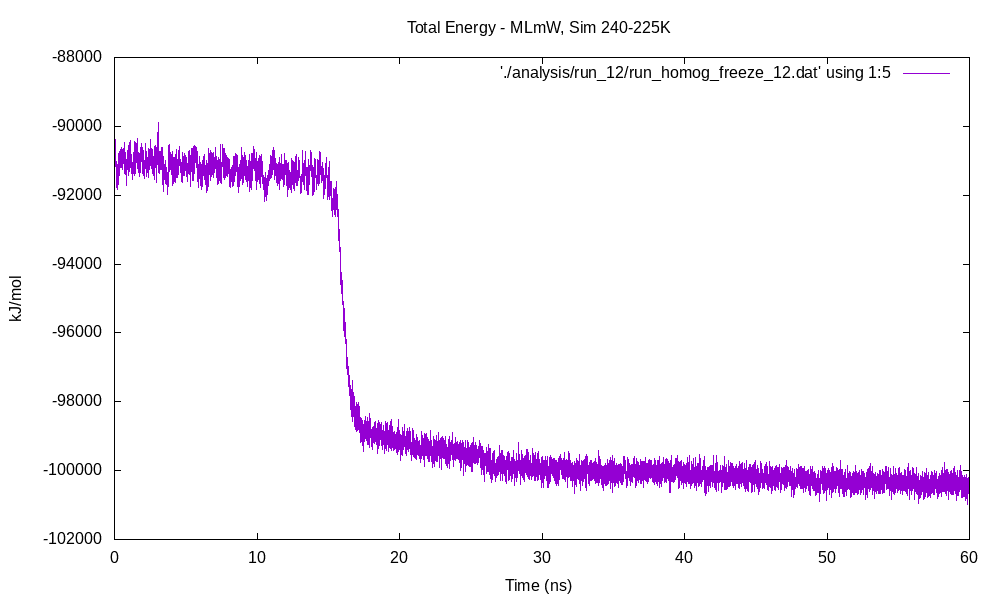 Total Energy - MLmW, Sim 240-225K
'./analysis/run_12/run_homog_freeze_12.dat' using 1:5
-88000
-90000
-92000
-94000
-96000
-98000
-100000
-102000
kJ/mol
0 10 20 30 40 50 60
Time (ns)